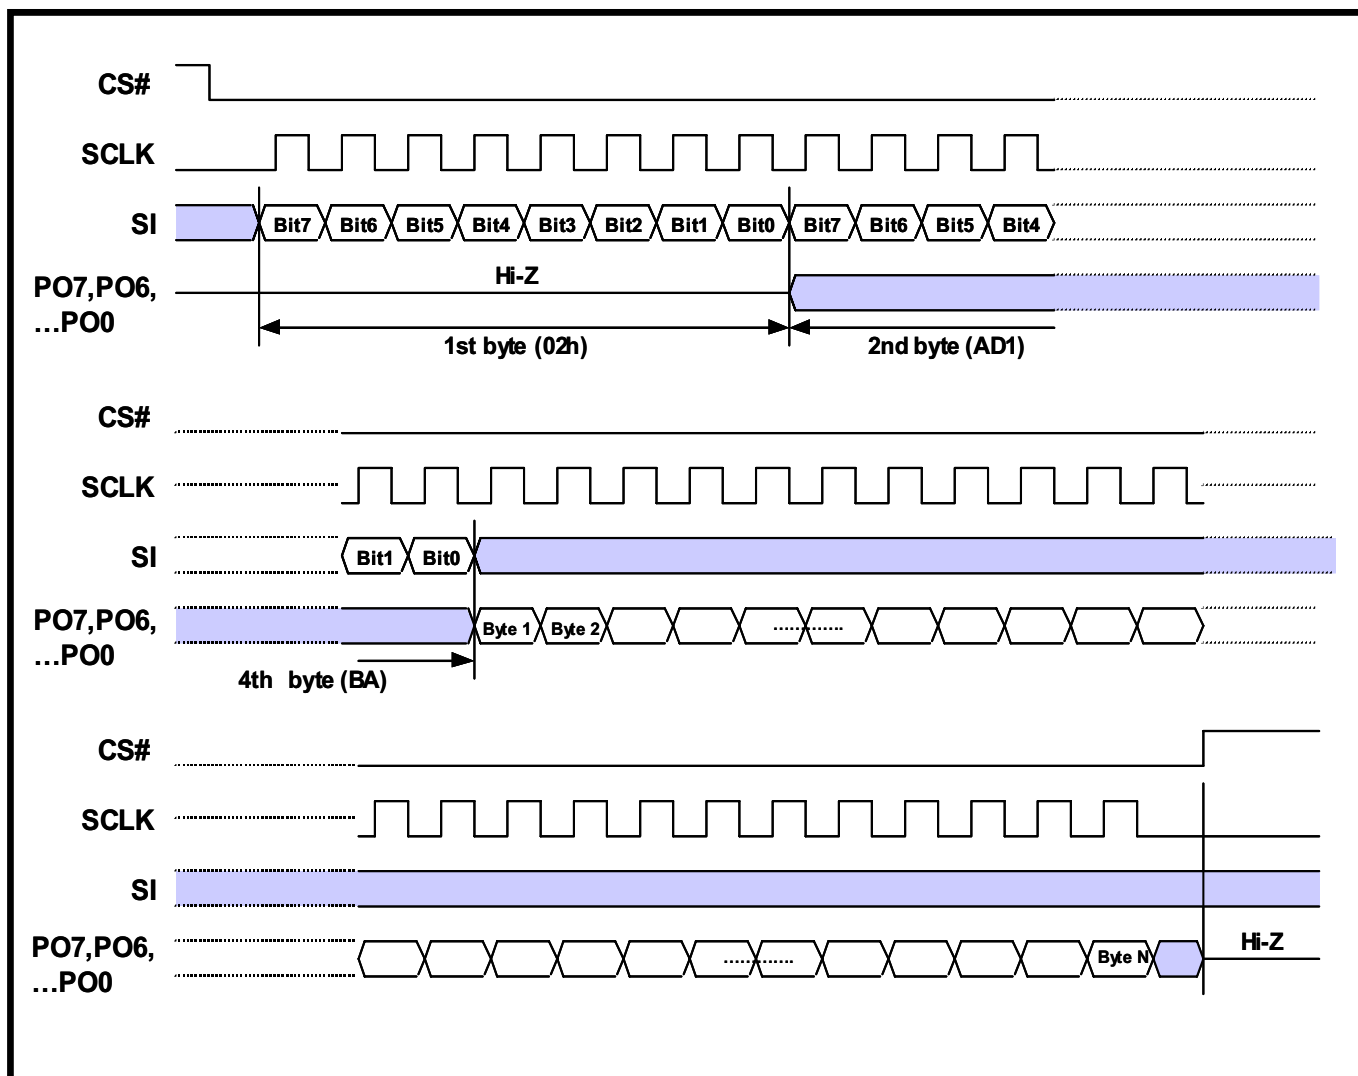 CS#
SCLK
SI Bit7 Bit6 Bit5 Bit4 Bit3 Bit2 Bit1 Bit0 Bit7 Bit6 Bit5 Bit4
Hi-Z
PO7,PO6,
...PO0
1st byte (02h) 2nd byte (AD1)
CS#
SCLK
SI Bit1 Bit0
PO7,PO6, Byte 1 Byte 2 .............
...PO0
4th byte (BA)
CS#
SCLK
SI
PO7,PO6, ............. Byte N Hi-Z
...PO0